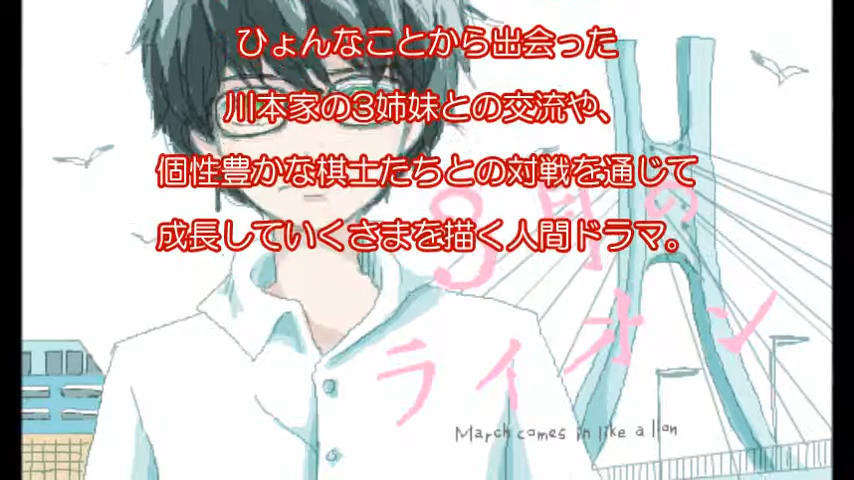 ひょんなことから出会った
川本家の3姉妹との交流や、
個性豊かな棋士たちとの対戦を通じて
成長していくさまを描く人間ドラマ。
3月の
ライオン
March comes in like a lion